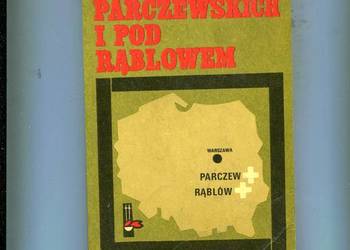 PARCZEWSKICH
I POD
RĄBLOWEM
WARSZAWA
PARCZEW
RĄBLÓW